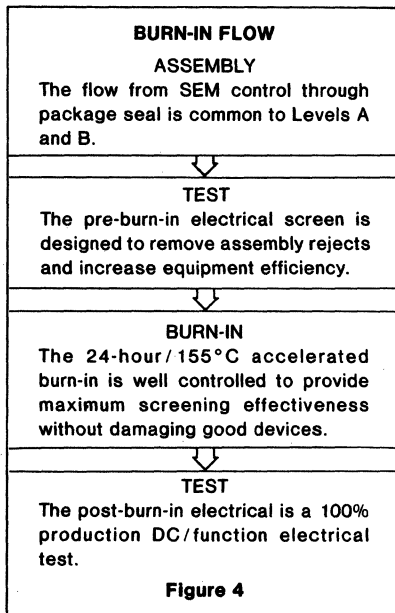 BURN-IN FLOW
ASSEMBLY
The flow from SEM control through
package seal is common to Levels A
and B.
TEST
The pre-burn-in electrical screen is
designed to remove assembly rejects
and increase equipment efficiency.
BURN-IN
The 24-hour/155°C accelerated
burn-in is well controlled to provide
maximum screening effectiveness
without damaging good devices.
TEST
The post-burn-in electrical is a 100%
production DC/function electrical
test.
Figure 4